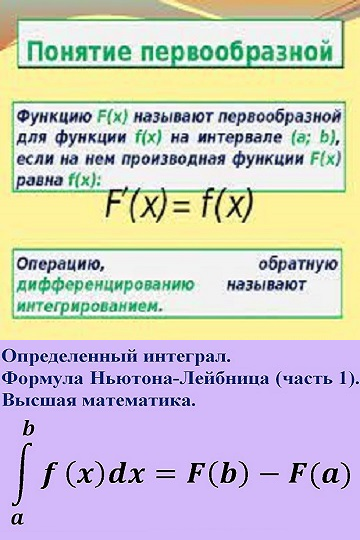 Понятие первообразной
Функцию F(x) называют первообразной
для функции f(x) на интервале (a; b),
если на нем производная функции F(x)
равна f(x):
F′(x)= f(x)
Операцию, обратную
дифференцированию называют
интегрированием.
Определенный интеграл.
Формула Ньютона-Лейбница (часть 1).
Высшая математика.
b
∫ f (x)dx = F(b) − F(a)
a